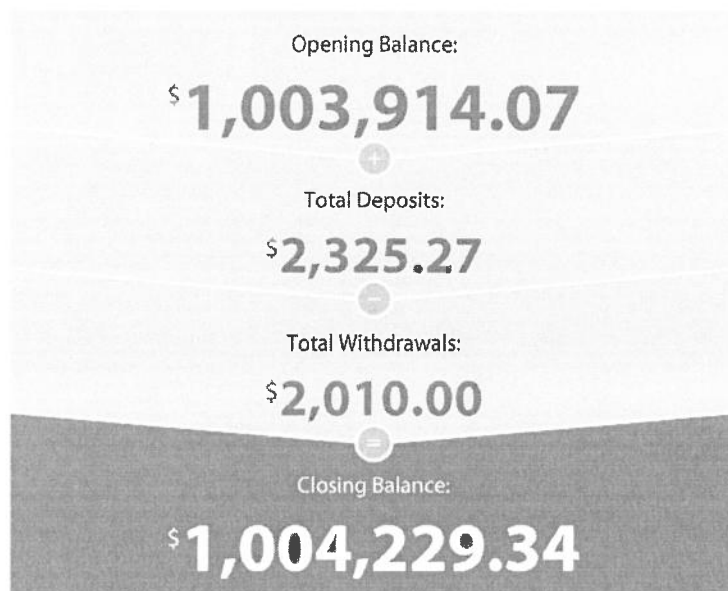 Opening Balance:
$1,003,914.07
+
Total Deposits:
$2,325.27
−
Total Withdrawals:
$2,010.00
=
Closing Balance:
$1,004,229.34